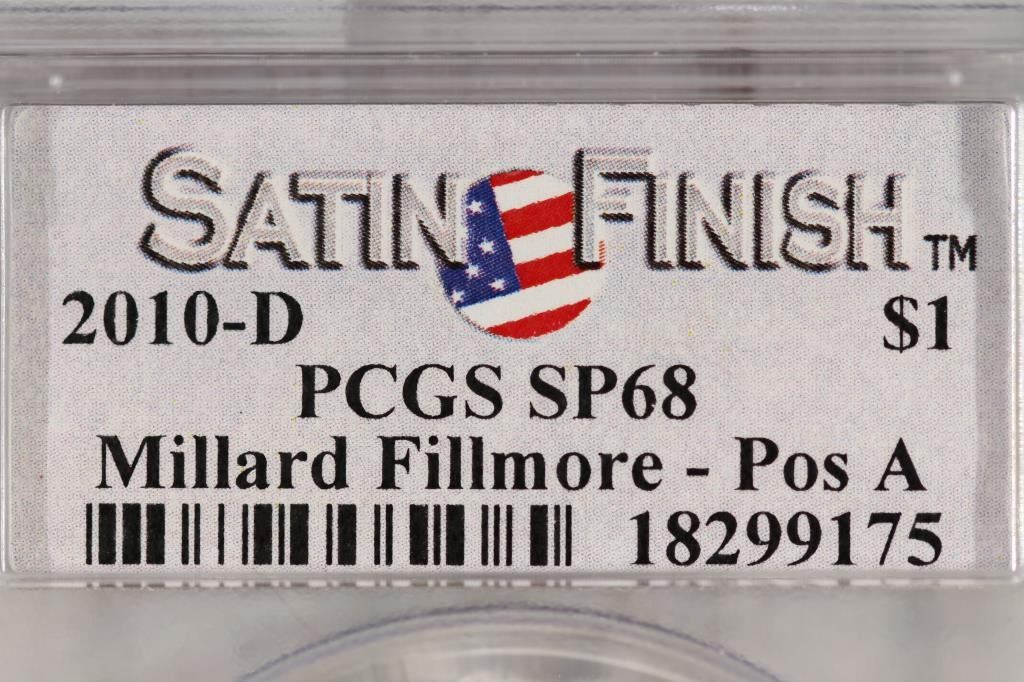 SATIN FINISH TM
2010-D $1
PCGS SP68
Millard Fillmore - Pos A
18299175